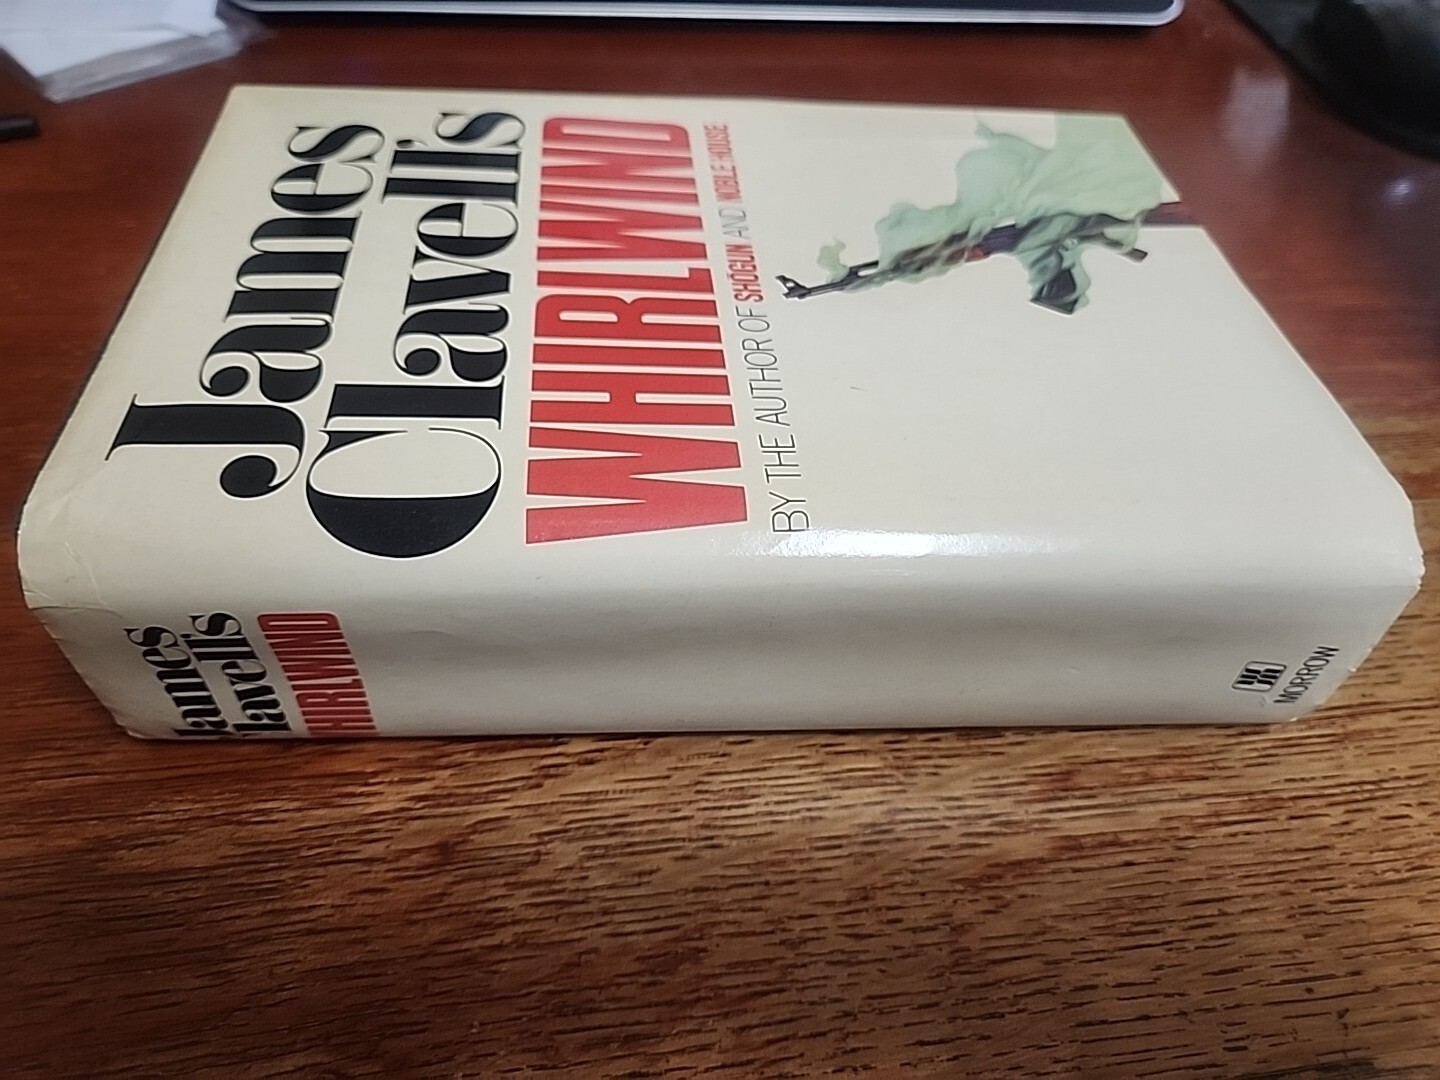 James
Clavell's
WHIRLWIND
BY THE AUTHOR OF SHŌGUN AND NOBLE HOUSE
James
Clavell's
WHIRLWIND
MORROW